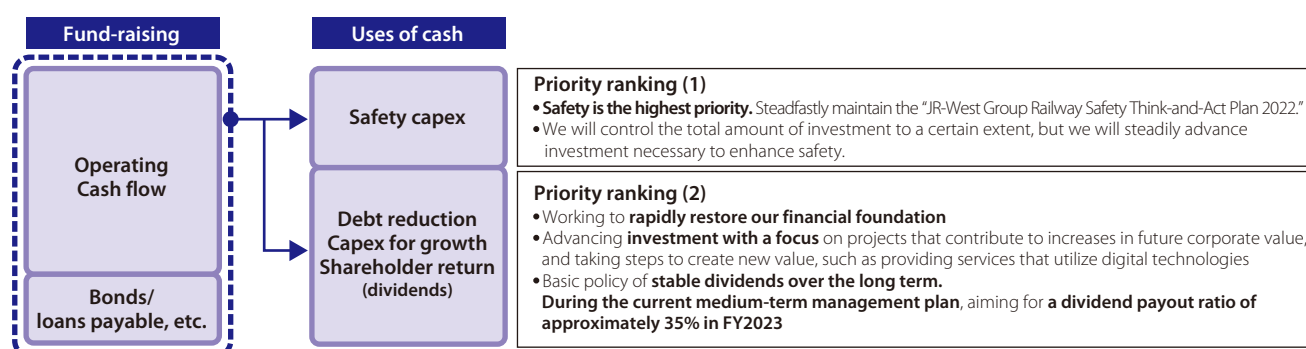 Fund-raising
Uses of cash
Operating
Cash flow
Bonds/
loans payable, etc.
Safety capex
Debt reduction
Capex for growth
Shareholder return
(dividends)
Priority ranking (1)
•Safety is the highest priority. Steadfastly maintain the “JR-West Group Railway Safety Think-and-Act Plan 2022.”
•We will control the total amount of investment to a certain extent, but we will steadily advance
investment necessary to enhance safety.
Priority ranking (2)
•Working to rapidly restore our financial foundation
•Advancing investment with a focus on projects that contribute to increases in future corporate value,
and taking steps to create new value, such as providing services that utilize digital technologies
•Basic policy of stable dividends over the long term.
During the current medium-term management plan, aiming for a dividend payout ratio of
approximately 35% in FY2023